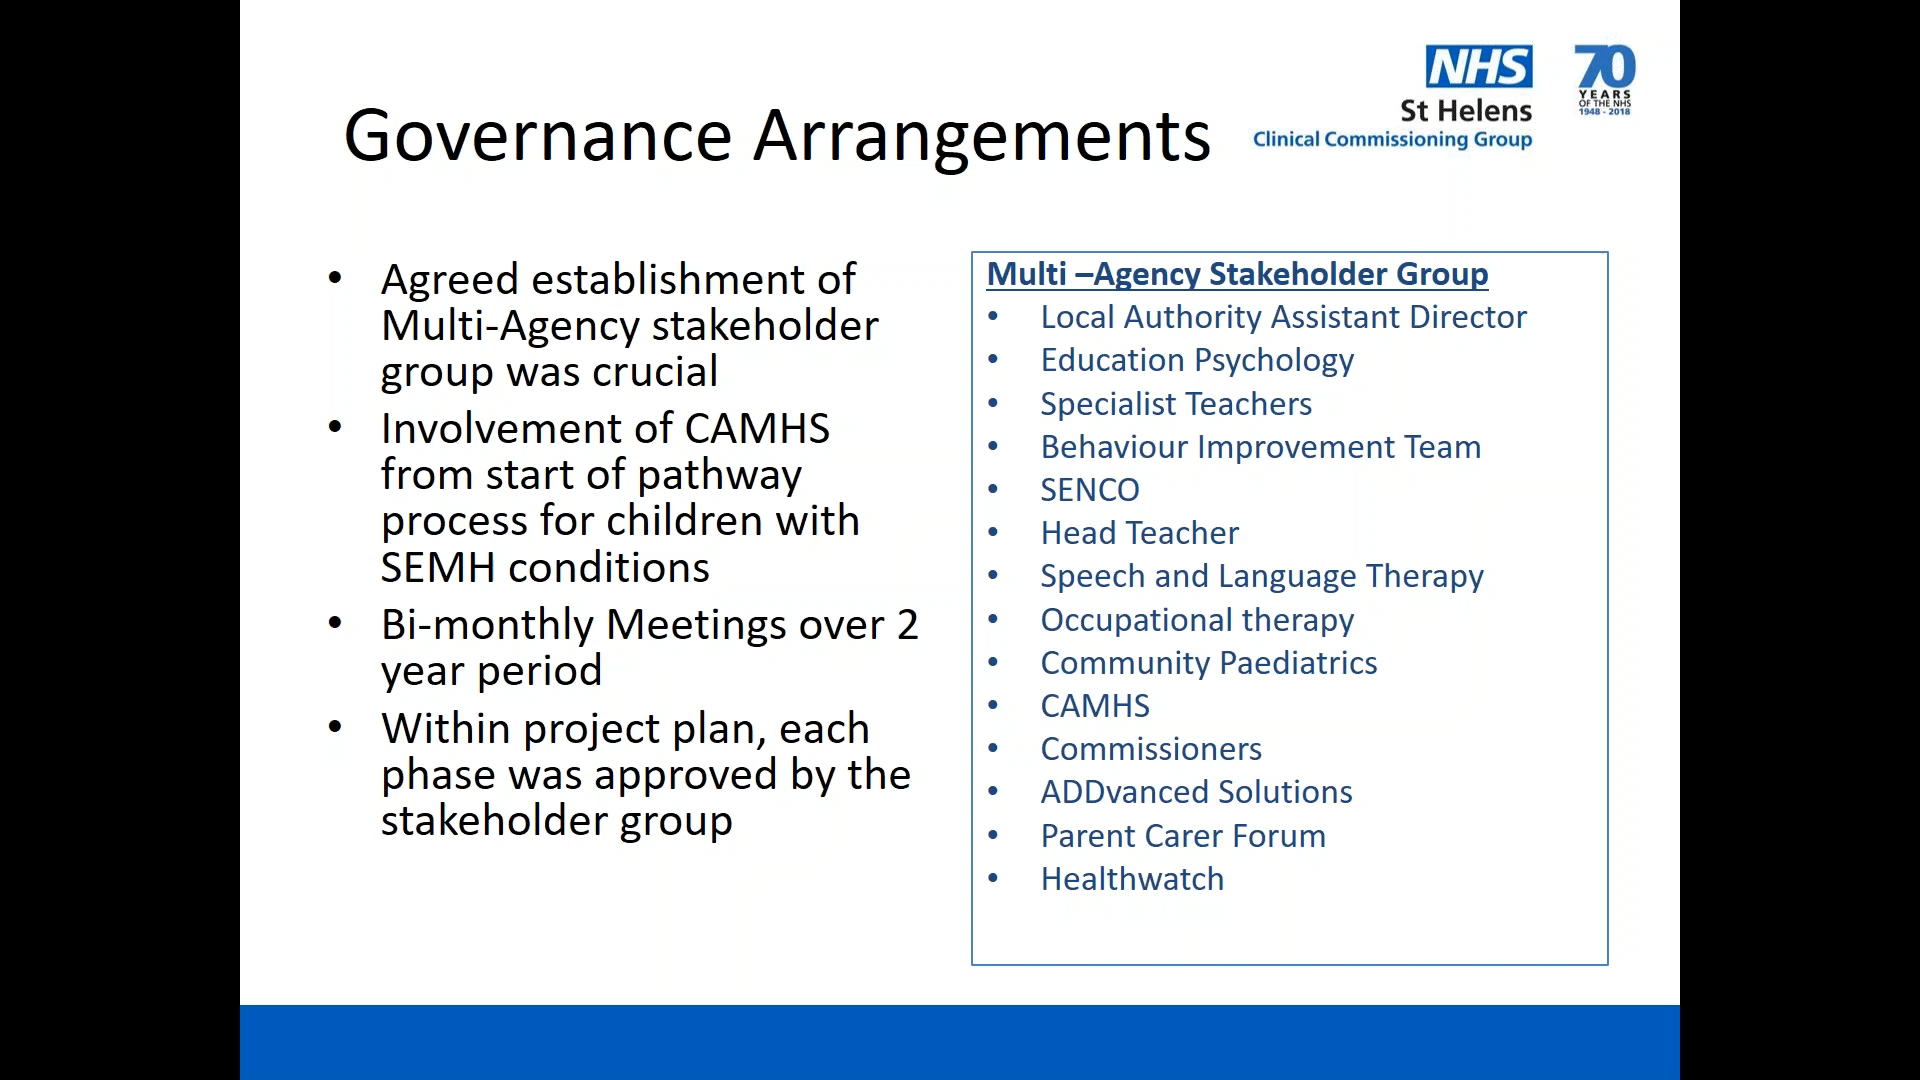 NHS
St Helens
Clinical Commissioning Group
70
YEARS
OF THE NHS
1948 - 2018
Governance Arrangements
• Agreed establishment of
Multi-Agency stakeholder
group was crucial
• Involvement of CAMHS
from start of pathway
process for children with
SEMH conditions
• Bi-monthly Meetings over 2
year period
• Within project plan, each
phase was approved by the
stakeholder group
Multi –Agency Stakeholder Group
• Local Authority Assistant Director
• Education Psychology
• Specialist Teachers
• Behaviour Improvement Team
• SENCO
• Head Teacher
• Speech and Language Therapy
• Occupational therapy
• Community Paediatrics
• CAMHS
• Commissioners
• ADDvanced Solutions
• Parent Carer Forum
• Healthwatch